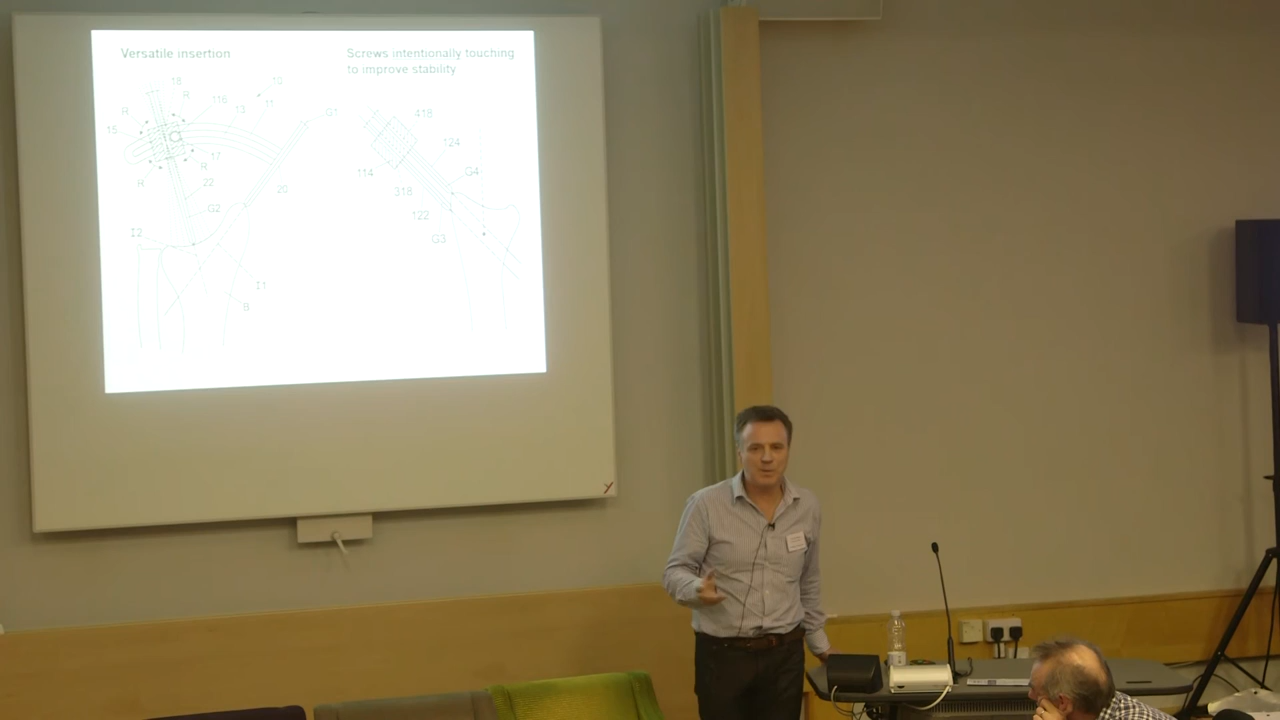 Versatile insertion
Screws intentionally touching
to improve stability
18
10
R
R
116
13
11
15
17
R
R
22
20
G2
I2
I1
B
G1
418
124
G4
114
318
122
G3